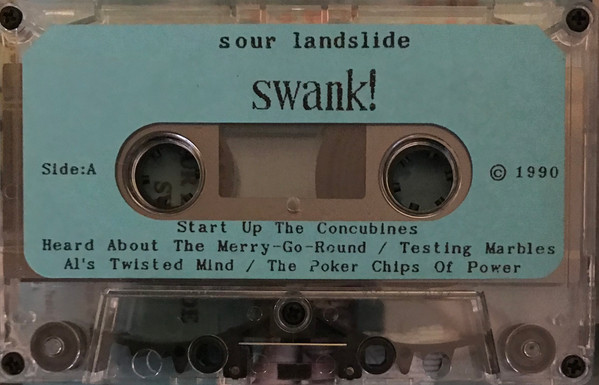 sour landslide
swank!
Side:A
© 1990
Start Up The Concubines
Heard About The Merry-Go-Round / Testing Marbles
Al's Twisted Mind / The Poker Chips Of Power